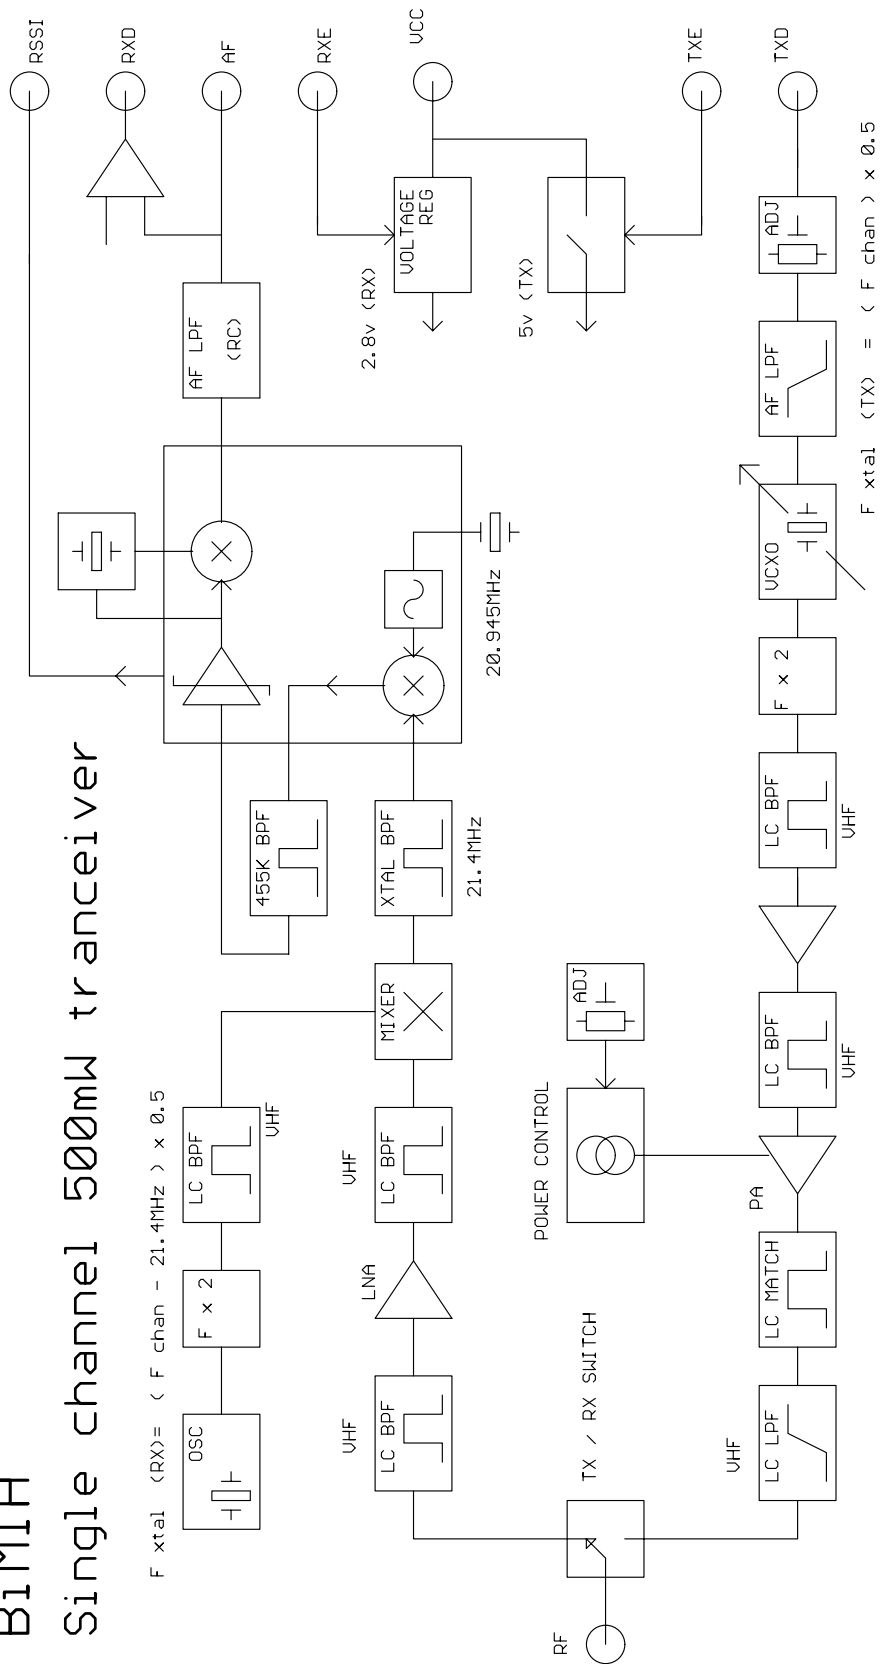 BiM1H
Single channel 500mW tranceiver
F xtal (RX)= ( F chan - 21.4MHz ) x 0.5
OSC
F x 2
LC BPF
VHF
RF
TX / RX SWITCH
VHF
LC BPF
LNA
VHF
LC BPF
MIXER
XTAL BPF
21.4MHz
455K BPF
20.945MHz
AF LPF
(RC)
RSSI
RXD
AF
RXE
VCC
2.8v (RX)
VOLTAGE
REG
5v (TX)
TXE
TXD
ADJ
AF LPF
VCXO
F x 2
LC BPF
VHF
LC BPF
VHF
PA
POWER CONTROL
ADJ
LC MATCH
VHF
LC LPF
F xtal (TX) = ( F chan ) x 0.5